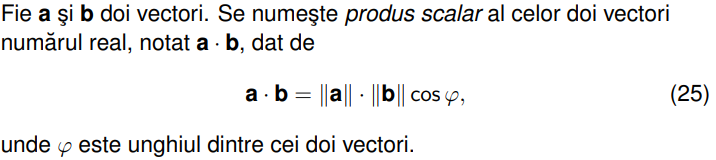 Fie a şi b doi vectori. Se numeşte produs scalar al celor doi vectori
numărul real, notat a · b, dat de
a · b = ‖a‖ · ‖b‖ cos φ, (25)
unde φ este unghiul dintre cei doi vectori.